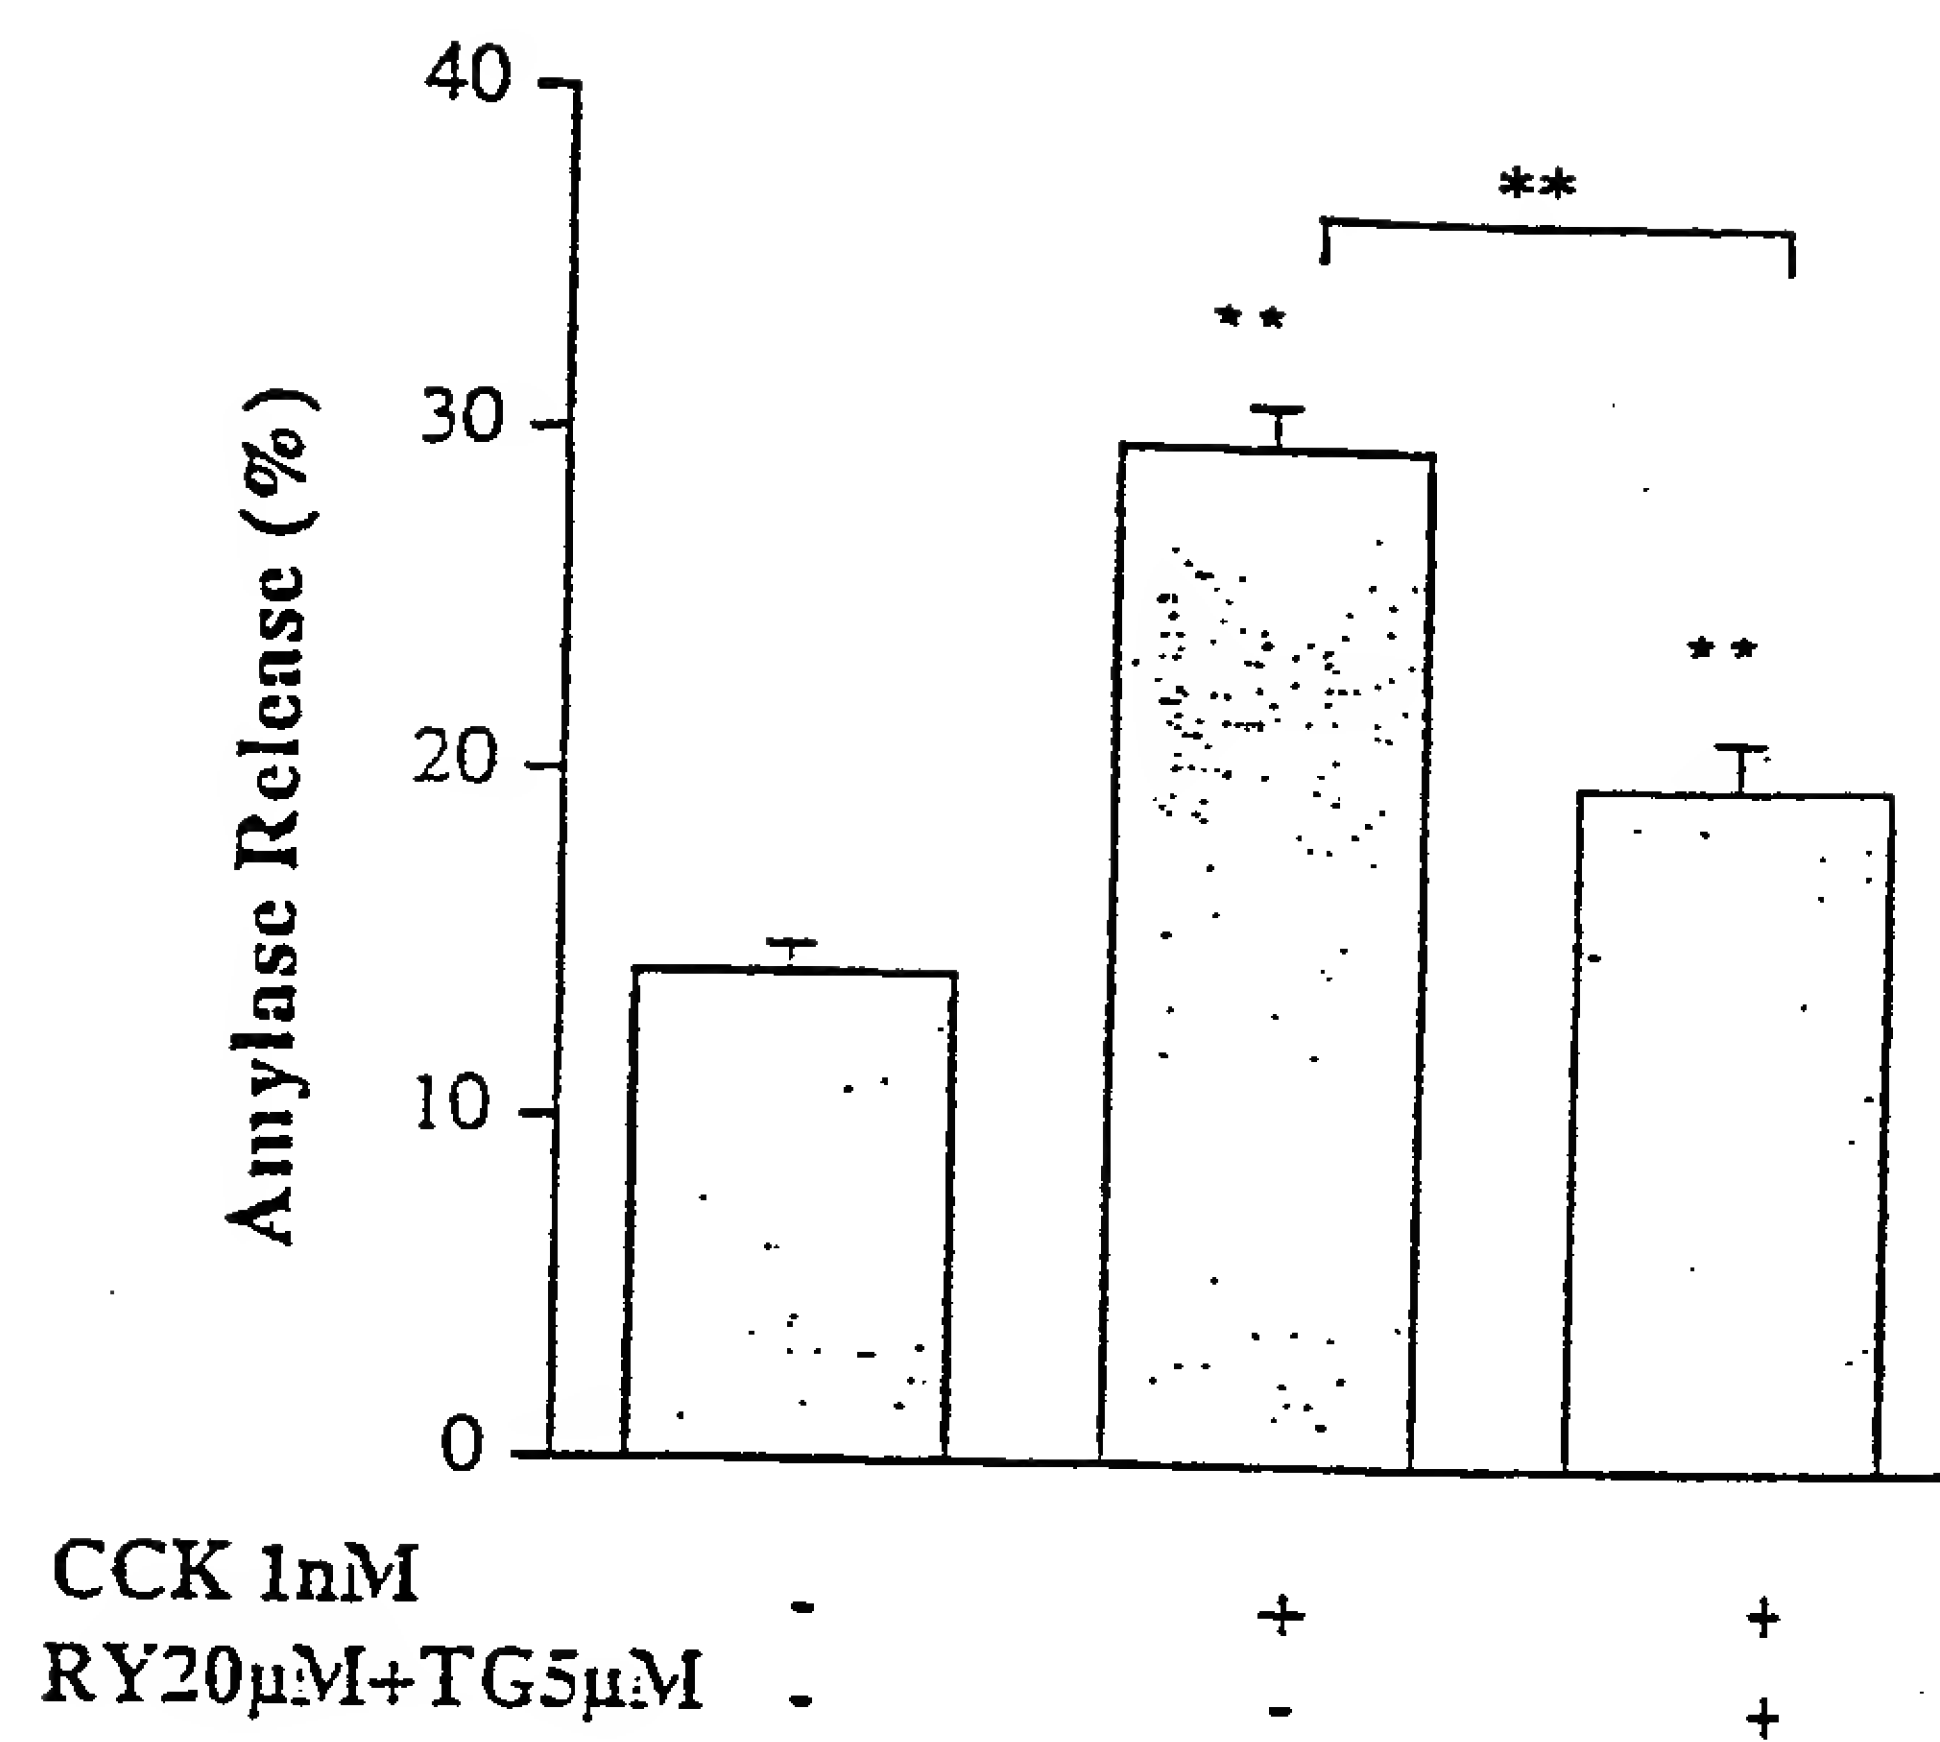 40
**
**
30
**
20
10
0
Amylase Release (%)
CCK 1nM - + +
RY20µM+TG5µM - - +